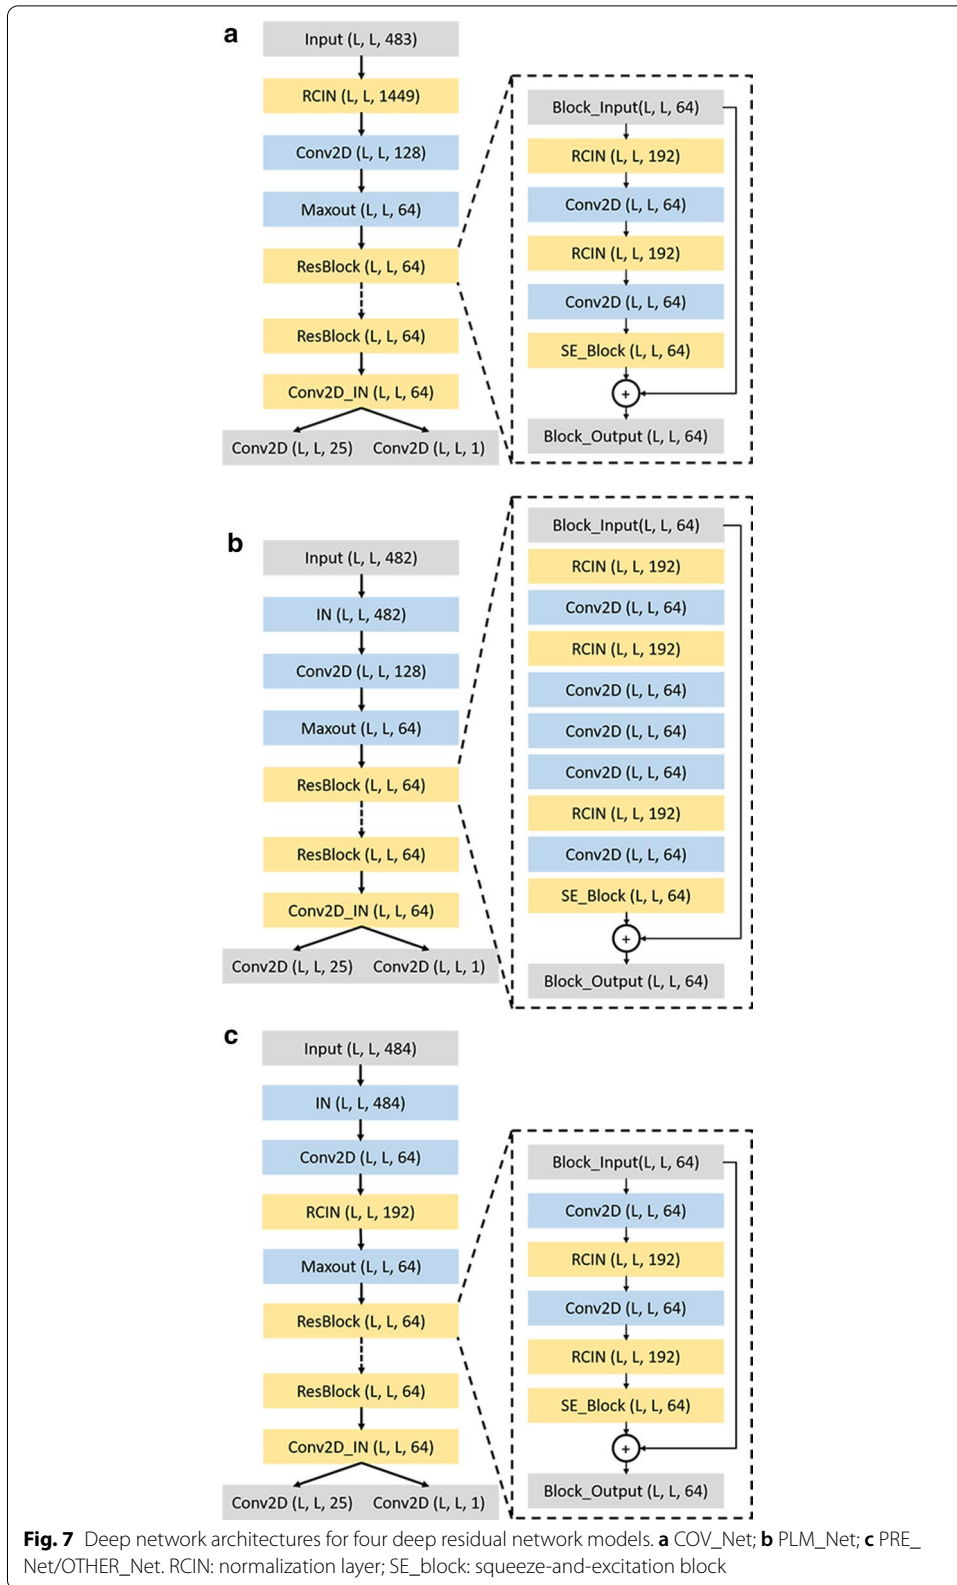 a
Input (L, L, 483)
RCIN (L, L, 1449)
Conv2D (L, L, 128)
Maxout (L, L, 64)
ResBlock (L, L, 64)
ResBlock (L, L, 64)
Conv2D_IN (L, L, 64)
Conv2D (L, L, 25) Conv2D (L, L, 1)
Block_Input(L, L, 64)
RCIN (L, L, 192)
Conv2D (L, L, 64)
RCIN (L, L, 192)
Conv2D (L, L, 64)
SE_Block (L, L, 64)
+
Block_Output (L, L, 64)
b
Input (L, L, 482)
IN (L, L, 482)
Conv2D (L, L, 128)
Maxout (L, L, 64)
ResBlock (L, L, 64)
ResBlock (L, L, 64)
Conv2D_IN (L, L, 64)
Conv2D (L, L, 25) Conv2D (L, L, 1)
Block_Input(L, L, 64)
RCIN (L, L, 192)
Conv2D (L, L, 64)
RCIN (L, L, 192)
Conv2D (L, L, 64)
Conv2D (L, L, 64)
Conv2D (L, L, 64)
RCIN (L, L, 192)
Conv2D (L, L, 64)
SE_Block (L, L, 64)
+
Block_Output (L, L, 64)
c
Input (L, L, 484)
IN (L, L, 484)
Conv2D (L, L, 64)
RCIN (L, L, 192)
Maxout (L, L, 64)
ResBlock (L, L, 64)
ResBlock (L, L, 64)
Conv2D_IN (L, L, 64)
Conv2D (L, L, 25) Conv2D (L, L, 1)
Block_Input(L, L, 64)
Conv2D (L, L, 64)
RCIN (L, L, 192)
Conv2D (L, L, 64)
RCIN (L, L, 192)
SE_Block (L, L, 64)
+
Block_Output (L, L, 64)
Fig. 7 Deep network architectures for four deep residual network models. a COV_Net; b PLM_Net; c PRE_
Net/OTHER_Net. RCIN: normalization layer; SE_block: squeeze-and-excitation block